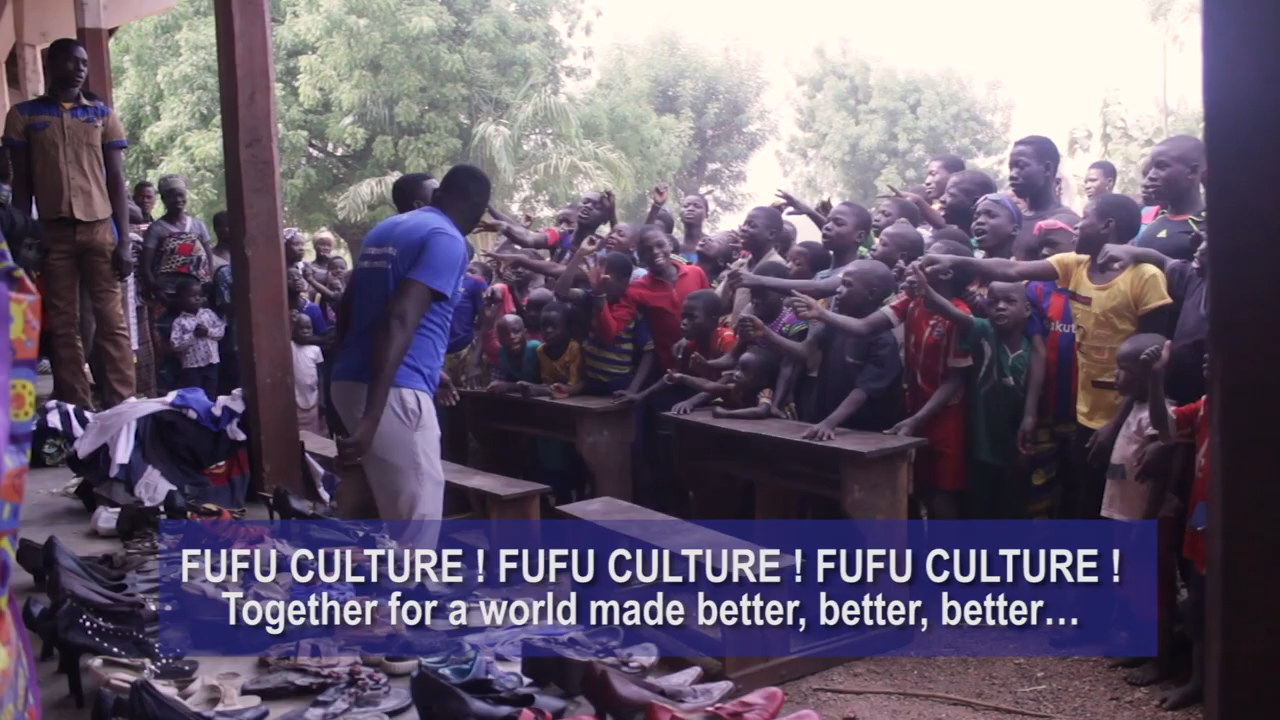 FUFU CULTURE ! FUFU CULTURE ! FUFU CULTURE !
Together for a world made better, better, better…